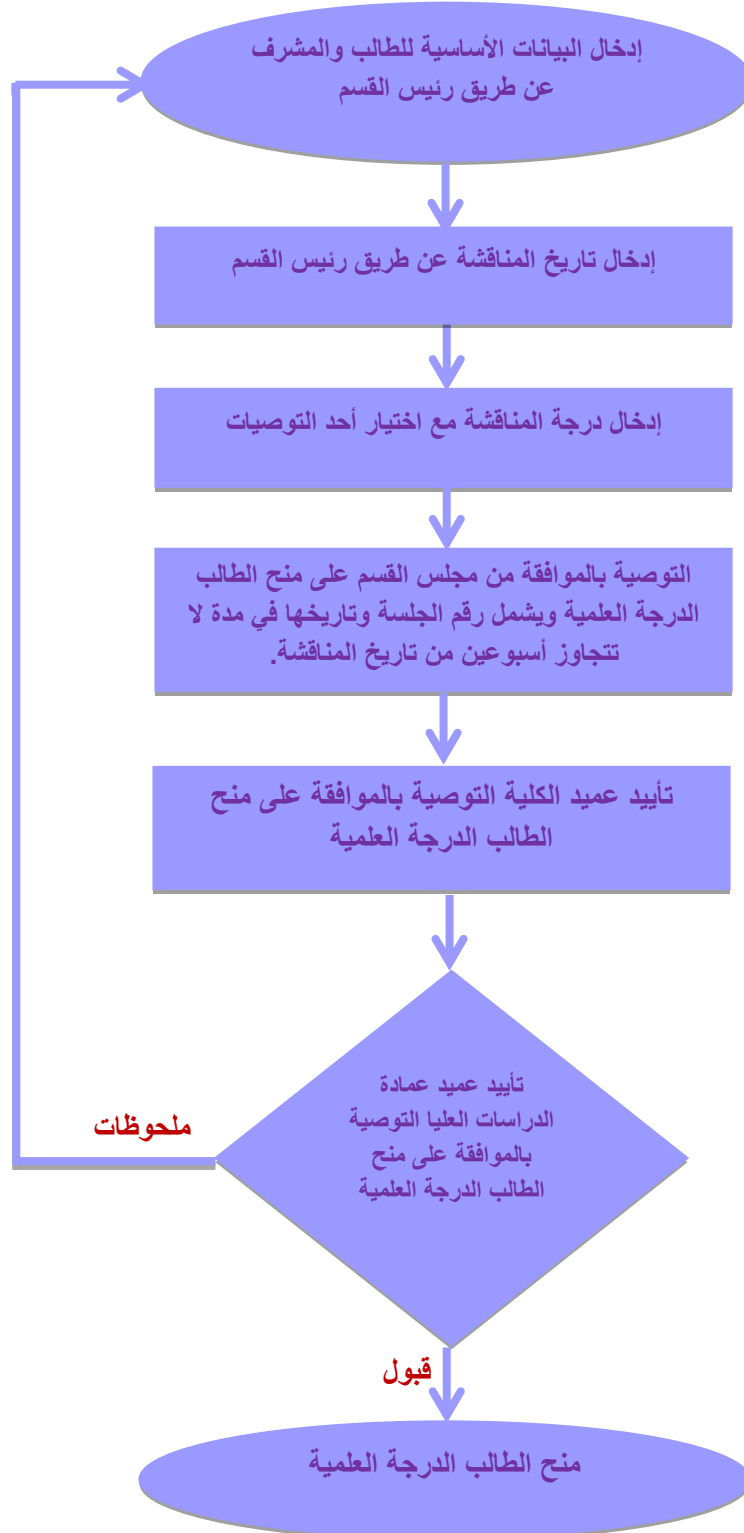 إدخال البيانات الأساسية للطالب والمشرف
عن طريق رئيس القسم
إدخال تاريخ المناقشة عن طريق رئيس القسم
إدخال درجة المناقشة مع اختيار أحد التوصيات
التوصية بالموافقة من مجلس القسم على منح الطالب
الدرجة العلمية ويشمل رقم الجلسة وتاريخها في مدة لا
تتجاوز أسبوعين من تاريخ المناقشة.
تأييد عميد الكلية التوصية بالموافقة على منح
الطالب الدرجة العلمية
تأييد عميد عمادة
الدراسات العليا التوصية
بالموافقة على منح
الطالب الدرجة العلمية
ملحوظات
قبول
منح الطالب الدرجة العلمية